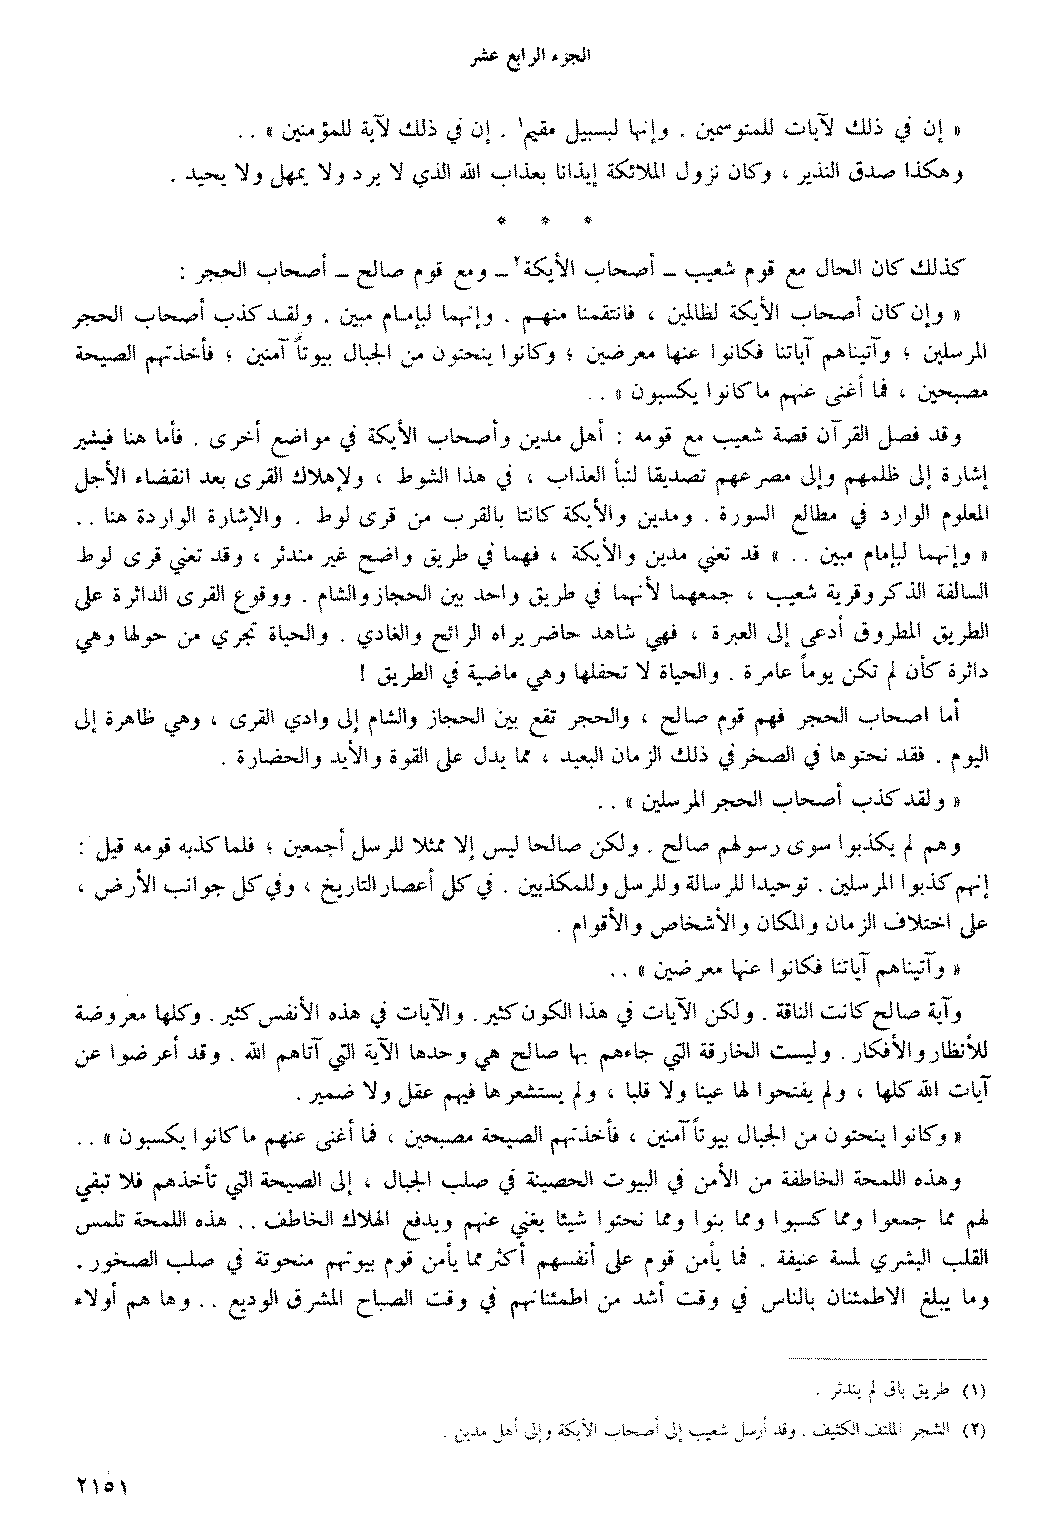 الجزء الرابع عشر
« إن في ذلك لآيات للمتوسمين . وإنها لبسبيل مقيم١ . إن في ذلك لآية للمؤمنين » ..
وهكذا صدق النذير ، وكان نزول الملائكة إيذانا بعذاب الله الذي لا يرد ولا يمهل ولا يحيد .
* * *
كذلك كان الحال مع قوم شعيب – أصحاب الأيكة٢ – ومع قوم صالح – أصحاب الحجر :
« وإن كان أصحاب الأيكة لظالمين ، فانتقمنا منهم . وإنهما لبإمام مبين . ولقد كذب أصحاب الحجر
المرسلين ؛ وآتيناهم آياتنا فكانوا عنها معرضين ؛ وكانوا ينحتون من الجبال بيوتاً آمنين ؛ فأخذتهم الصيحة
مصبحين ، فما أغنى عنهم ما كانوا يكسبون » ..
وقد فصل القرآن قصة شعيب مع قومه : أهل مدين وأصحاب الأيكة في مواضع أخرى . فأما هنا فيشير
إشارة إلى ظلمهم وإلى مصرعهم تصديقا لنبأ العذاب ، في هذا الشوط ، ولإهلاك القرى بعد انقضاء الأجل
المعلوم الوارد في مطالع السورة . ومدين والأيكة كانتا بالقرب من قرى لوط . والإشارة الواردة هنا ..
« وإنهما لبإمام مبين .. » قد تعني مدين والأيكة ، فهما في طريق واضح غير مندثر ، وقد تعني قرى لوط
السالفة الذكر وقرية شعيب ، جمعهما لأنهما في طريق واحد بين الحجاز والشام . ووقوع القرى الداثرة على
الطريق المطروق أدعى إلى العبرة ، فهي شاهد حاضر يراه الرائح والغادي . والحياة تجري من حولها وهي
داثرة كأن لم تكن يوماً عامرة . والحياة لا تحفلها وهي ماضية في الطريق !
أما اصحاب الحجر فهم قوم صالح ، والحجر تقع بين الحجاز والشام إلى وادي القرى ، وهي ظاهرة إلى
اليوم . فقد نحتوها في الصخر في ذلك الزمان البعيد ، مما يدل على القوة والأيد والحضارة .
« ولقد كذب أصحاب الحجر المرسلين » ..
وهم لم يكذبوا سوى رسولهم صالح . ولكن صالحا ليس إلا ممثلا للرسل أجمعين ؛ فلما كذبه قومه قيل :
إنهم كذبوا المرسلين . توحيدا للرسالة وللرسل وللمكذبين . في كل أعصار التاريخ ، وفي كل جوانب الأرض ،
على اختلاف الزمان والمكان والأشخاص والأقوام .
« وآتيناهم آياتنا فكانوا عنها معرضين » ..
وآية صالح كانت الناقة . ولكن الآيات في هذا الكون كثير . والآيات في هذه الأنفس كثير . وكلها معروضة
للأنظار والأفكار . وليست الخارقة التي جاءهم بها صالح هي وحدها الآية التي آتاهم الله . وقد أعرضوا عن
آيات الله كلها ، ولم يفتحوا لها عينا ولا قلبا ، ولم يستشعرها فيهم عقل ولا ضمير .
« وكانوا ينحتون من الجبال بيوتاً آمنين ، فأخذتهم الصيحة مصبحين ، فما أغنى عنهم ما كانوا يكسبون » ..
وهذه اللمحة الخاطفة من الأمن في البيوت الحصينة في صلب الجبال ، إلى الصيحة التي تأخذهم فلا تبقي
لهم مما جمعوا ومما كسبوا ومما بنوا ومما نحتوا شيئا يغني عنهم ويدفع الهلاك الخاطف .. هذه اللمحة تلمس
القلب البشري لمسة عنيفة . فما يأمن قوم على أنفسهم أكثر مما يأمن قوم بيوتهم منحوتة في صلب الصخور .
وما يبلغ الاطمئنان بالناس في وقت أشد من اطمئنانهم في وقت الصباح المشرق الوديع .. وها هم أولاء
(١) طريق باق لم يندثر .
(٢) الشجر الملتف الكثيف . وقد أرسل شعيب إلى أصحاب الأيكة وإلى أهل مدين .
٢١٥١